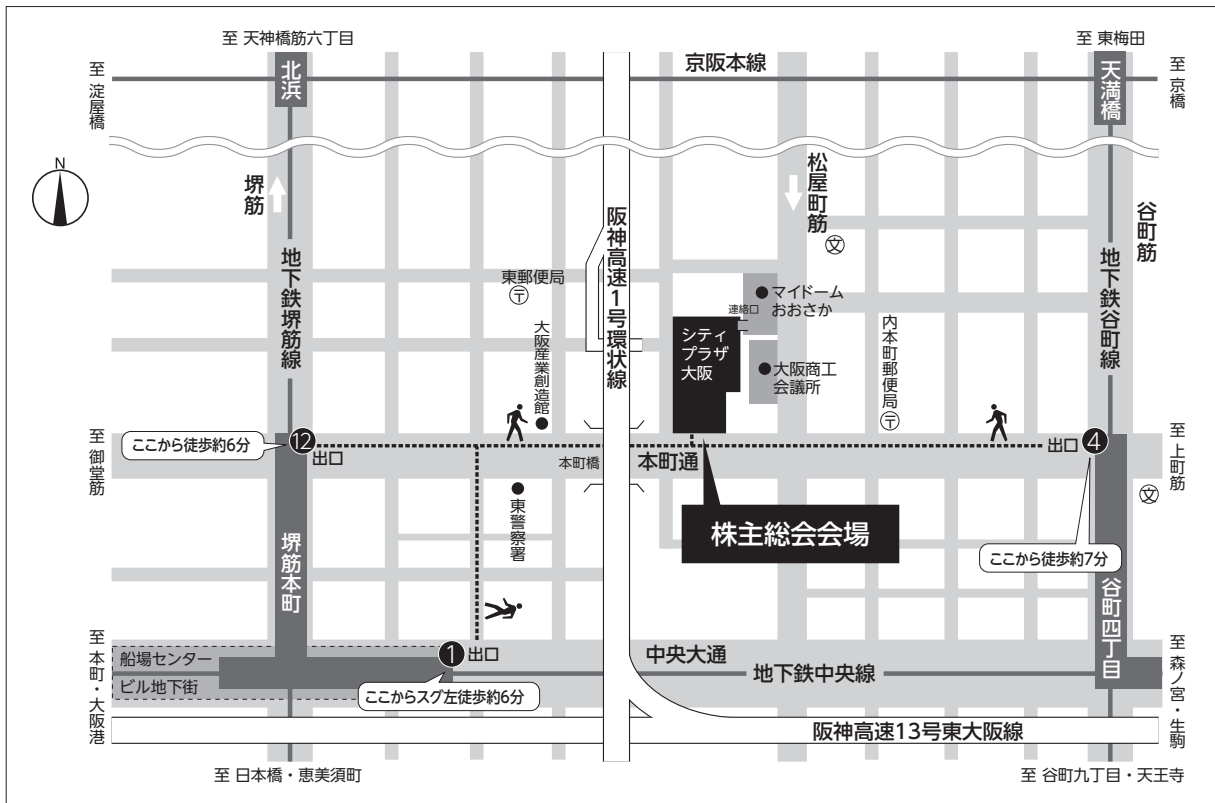 至 天神橋筋六丁目
至 東梅田
至 淀屋橋
北浜
京阪本線
天満橋
至 京橋
N
堺筋
松屋町筋
谷町筋
文
地下鉄堺筋線
阪神高速1号環状線
地下鉄谷町線
東郵便局
〒
マイドーム
おおさか
連絡口
シティ
プラザ
大阪
大阪産業創造館
大阪商工
会議所
内本町郵便局
〒
至 御堂筋
ここから徒歩約6分
12
出口
本町橋
本町通
出口
4
至 上町筋
文
東警察署
株主総会会場
ここから徒歩約7分
堺筋本町
谷町四丁目
至 本町・大阪港
船場センター
ビル地下街
1
出口
ここからスグ左徒歩約6分
中央大通
地下鉄中央線
至 森ノ宮・生駒
阪神高速13号東大阪線
至 日本橋・恵美須町
至 谷町九丁目・天王寺